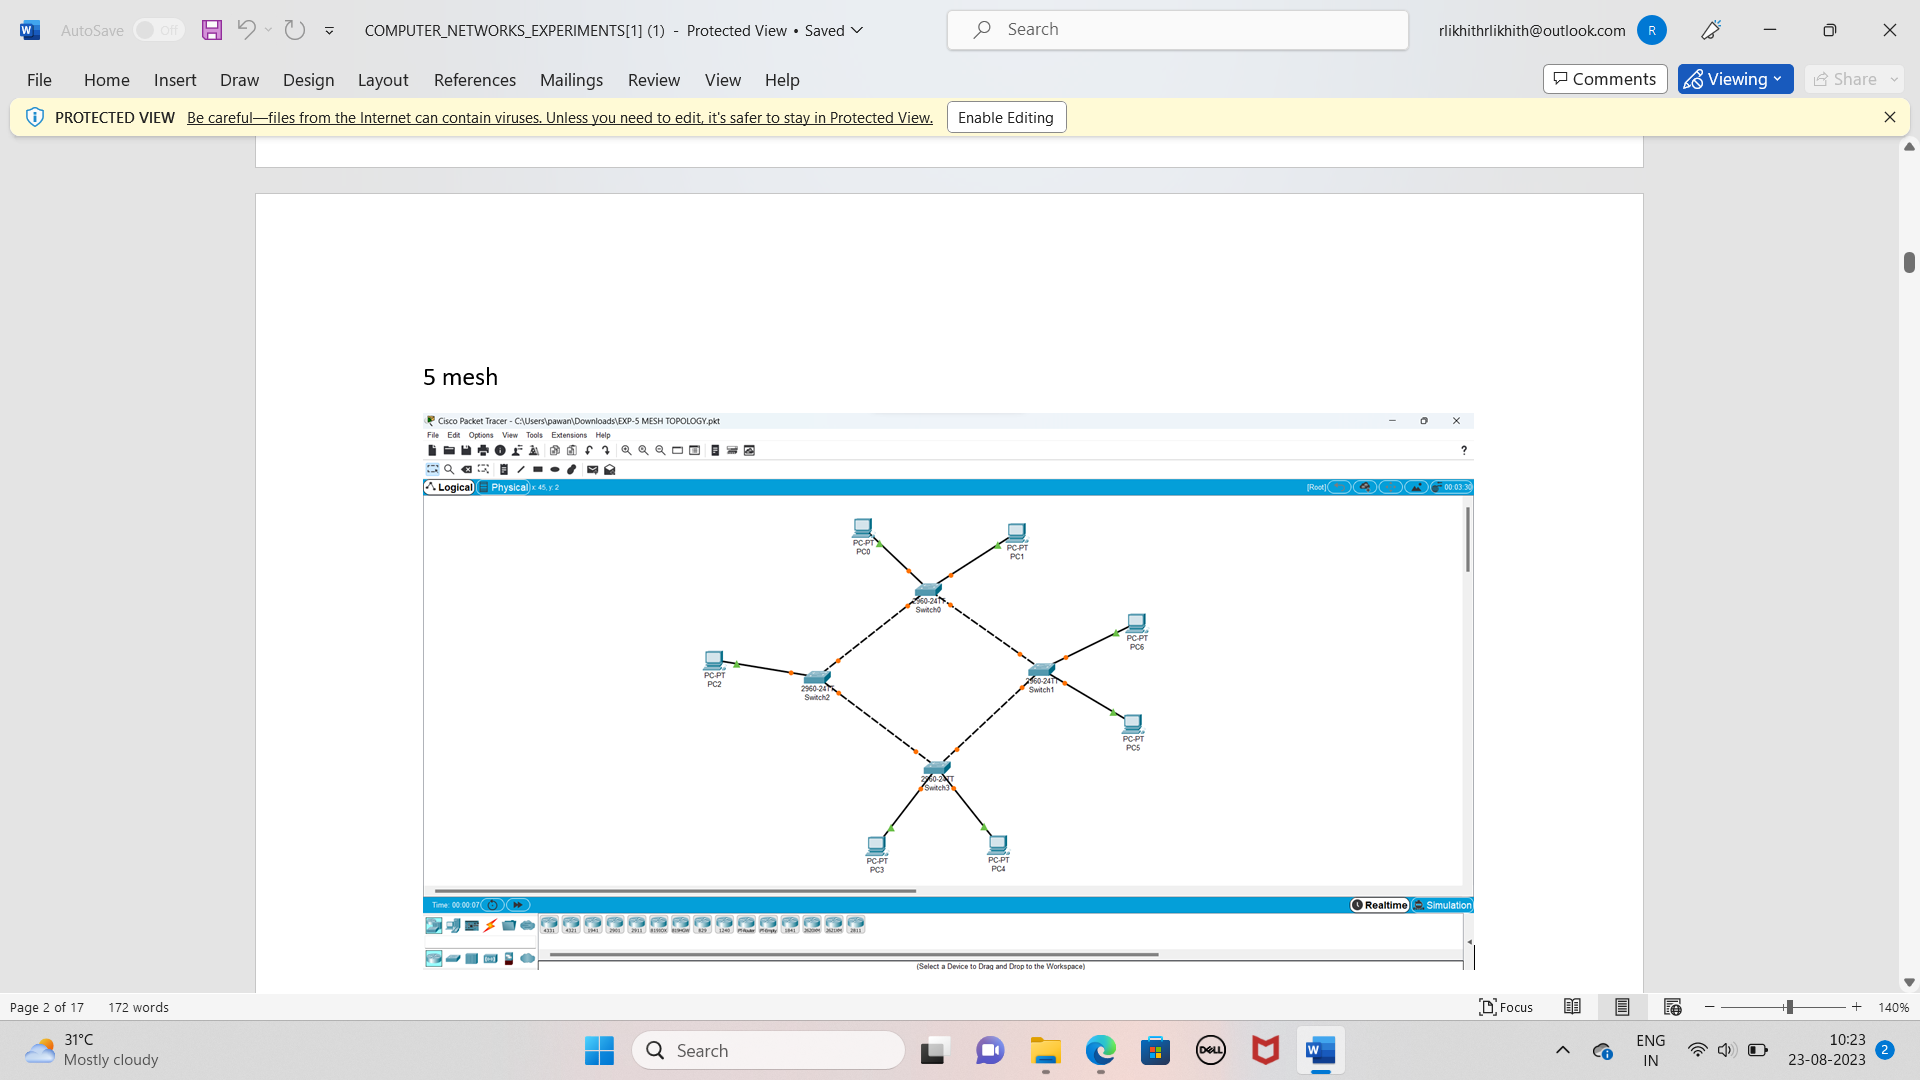 AutoSave Off COMPUTER_NETWORKS_EXPERIMENTS[1] (1) - Protected View • Saved Search rlikhithrlikhith@outlook.com R
File Home Insert Draw Design Layout References Mailings Review View Help Comments Viewing Share
PROTECTED VIEW Be careful—files from the Internet can contain viruses. Unless you need to edit, it's safer to stay in Protected View. Enable Editing
5 mesh
Cisco Packet Tracer - C:\Users\pawan\Downloads\EXP-5 MESH TOPOLOGY.pkt
File Edit Options View Tools Extensions Help
?
Logical Physical x: 45, y: 2 [Root] 00:03:30
PC-PT
PC0
PC-PT
PC1
2960-24TT
Switch0
PC-PT
PC6
PC-PT
PC2
2960-24TT
Switch2
2960-24TT
Switch1
PC-PT
PC5
2960-24TT
Switch3
PC-PT
PC3
PC-PT
PC4
Time: 00:00:07 Realtime Simulation
4331 4321 1941 2901 2911 819IOX 819HGW 829 1240 PT-Router PT-Empty 1841 2620XM 2621XM 2811
(Select a Device to Drag and Drop to the Workspace)
Page 2 of 17 172 words Focus 140%
31°C
Mostly cloudy
Search
DELL
ENG
IN
10:23
23-08-2023
2